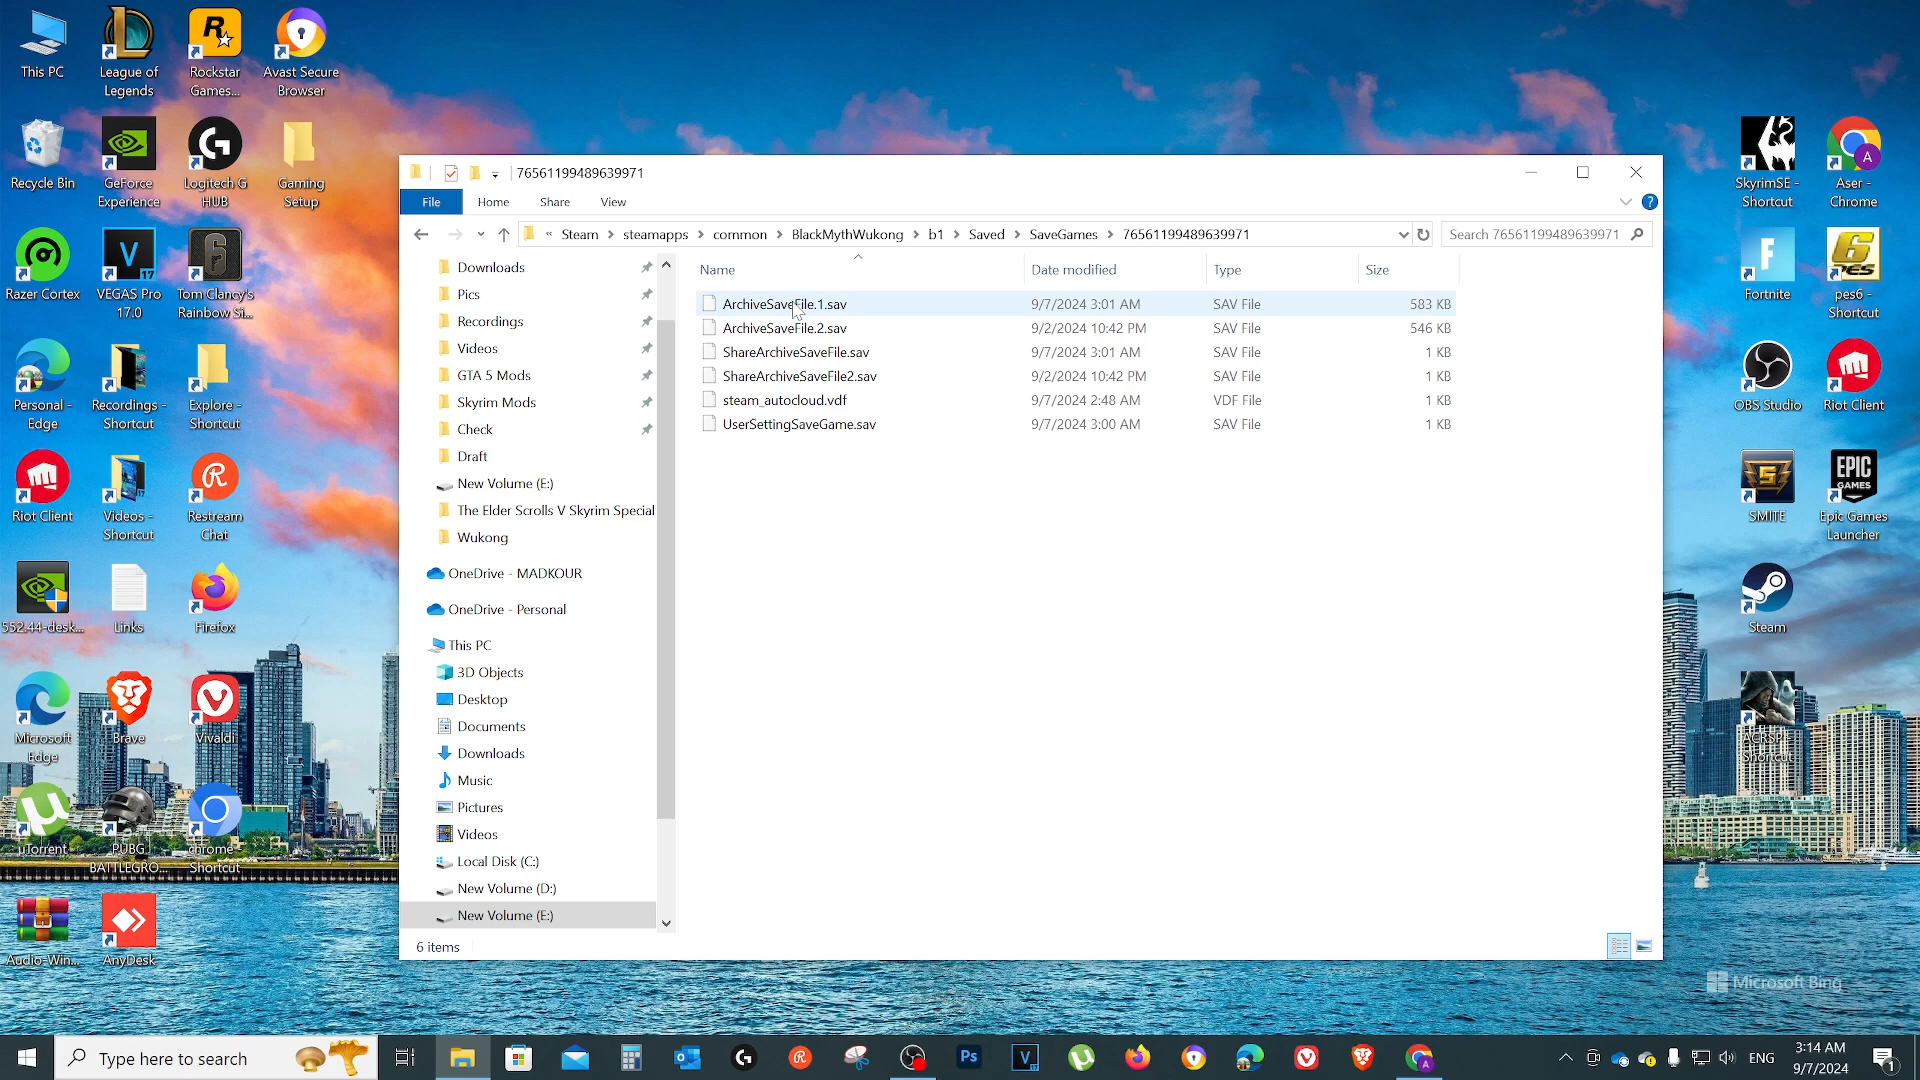 This PC
League of
Legends
Rockstar
Games...
Avast Secure
Browser
Recycle Bin
GeForce
Experience
Logitech G
HUB
Gaming
Setup
Razer Cortex
VEGAS Pro
17.0
Tom Clancy's
Rainbow Si...
Personal -
Edge
Recordings -
Shortcut
Explore -
Shortcut
Riot Client
Videos -
Shortcut
Restream
Chat
552.44-desk...
Links
Firefox
Microsoft
Edge
Brave
Vivaldi
uTorrent
PUBG
BATTLEGRO...
chrome -
Shortcut
Audio-Win...
AnyDesk
76561199489639971
File
Home
Share
View
« Steam > steamapps > common > BlackMythWukong > b1 > Saved > SaveGames > 76561199489639971
Search 76561199489639971
Downloads
Pics
Recordings
Videos
GTA 5 Mods
Skyrim Mods
Check
Draft
New Volume (E:)
The Elder Scrolls V Skyrim Special
Wukong
OneDrive - MADKOUR
OneDrive - Personal
This PC
3D Objects
Desktop
Documents
Downloads
Music
Pictures
Videos
Local Disk (C:)
New Volume (D:)
New Volume (E:)
Name Date modified Type Size
ArchiveSaveFile.1.sav 9/7/2024 3:01 AM SAV File 583 KB
ArchiveSaveFile.2.sav 9/2/2024 10:42 PM SAV File 546 KB
ShareArchiveSaveFile.sav 9/7/2024 3:01 AM SAV File 1 KB
ShareArchiveSaveFile2.sav 9/2/2024 10:42 PM SAV File 1 KB
steam_autocloud.vdf 9/7/2024 2:48 AM VDF File 1 KB
UserSettingSaveGame.sav 9/7/2024 3:00 AM SAV File 1 KB
6 items
SkyrimSE -
Shortcut
Aser -
Chrome
Fortnite
pes6 -
Shortcut
OBS Studio
Riot Client
SMITE
EPIC
GAMES
Epic Games
Launcher
Steam
ACRSP -
Shortcut
Microsoft Bing
Type here to search
Ps
ENG
3:14 AM
9/7/2024
1